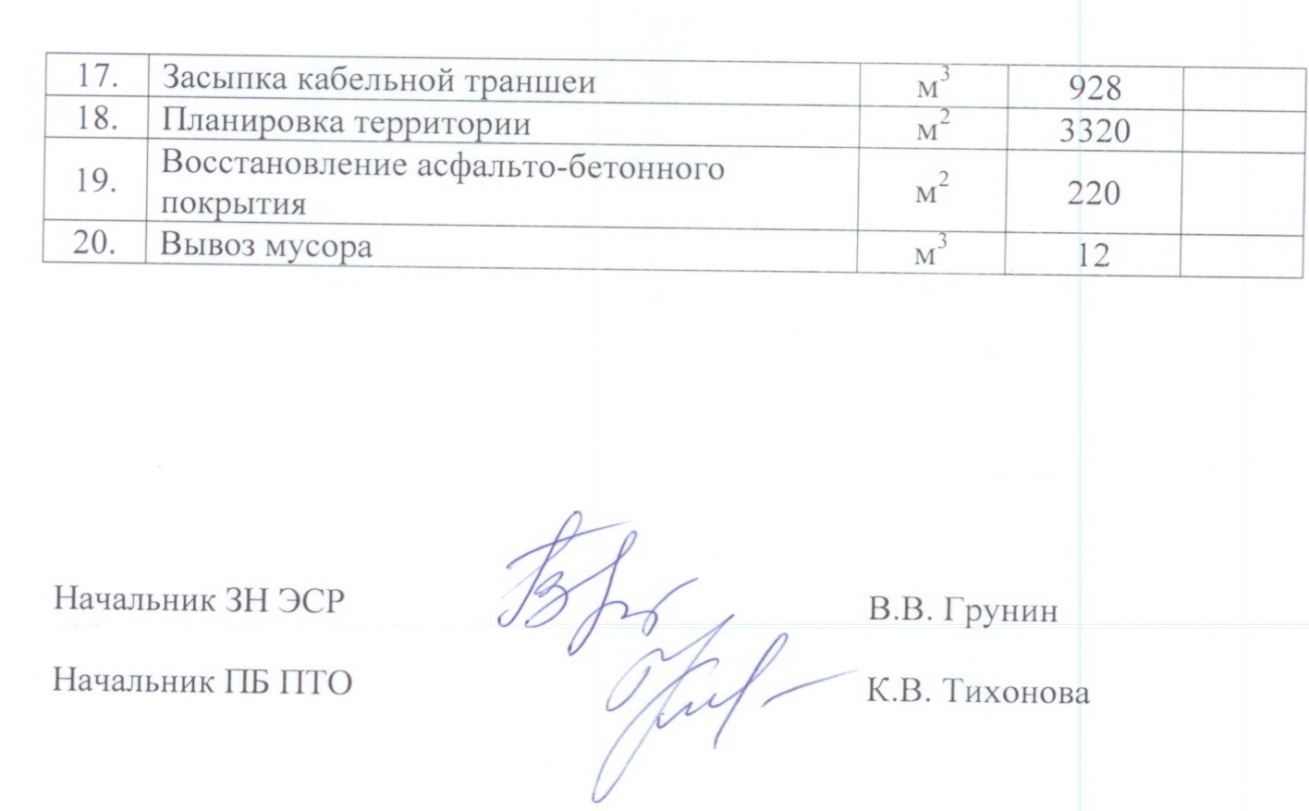 17. Засыпка кабельной траншеи м³ 928
18. Планировка территории м² 3320
19. Восстановление асфальто-бетонного
покрытия м² 220
20. Вывоз мусора м³ 12
Начальник ЗН ЭСР В.В. Грунин
Начальник ПБ ПТО К.В. Тихонова